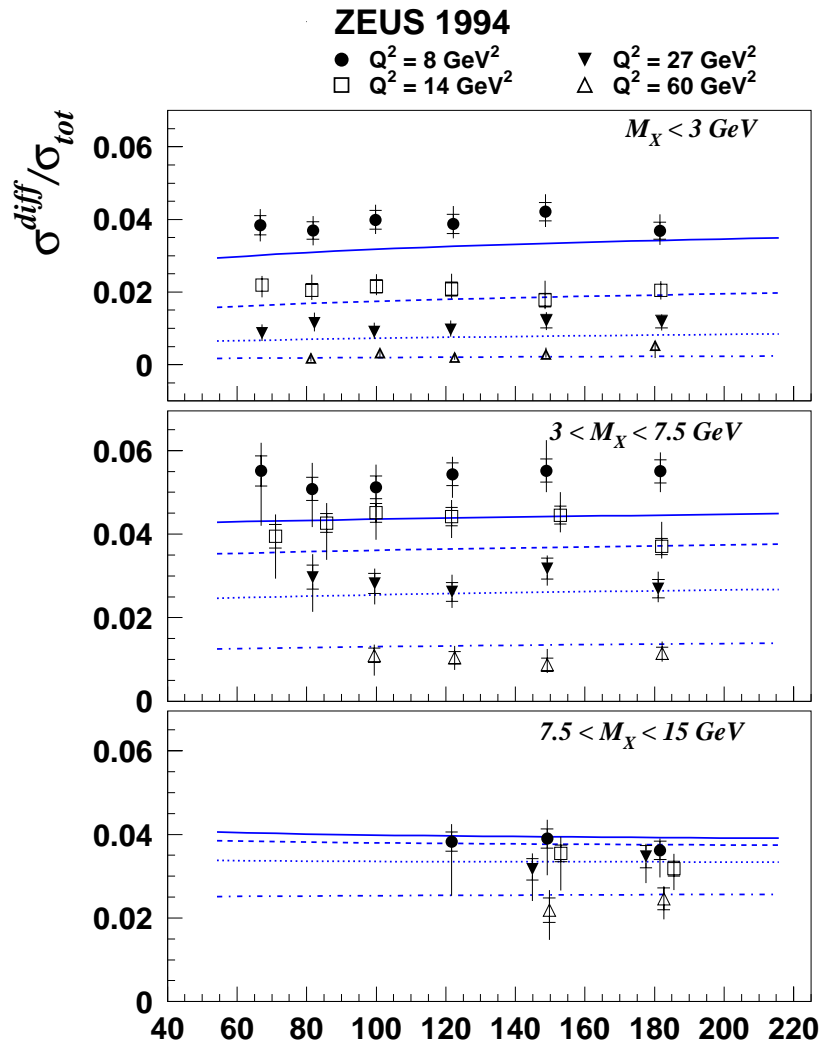 ZEUS 1994
● Q² = 8 GeV² ▼ Q² = 27 GeV²
□ Q² = 14 GeV² △ Q² = 60 GeV²
σ^diff/σ_tot
M_X < 3 GeV
0.06
0.04
0.02
0
3 < M_X < 7.5 GeV
0.06
0.04
0.02
0
7.5 < M_X < 15 GeV
0.06
0.04
0.02
0
40 60 80 100 120 140 160 180 200 220